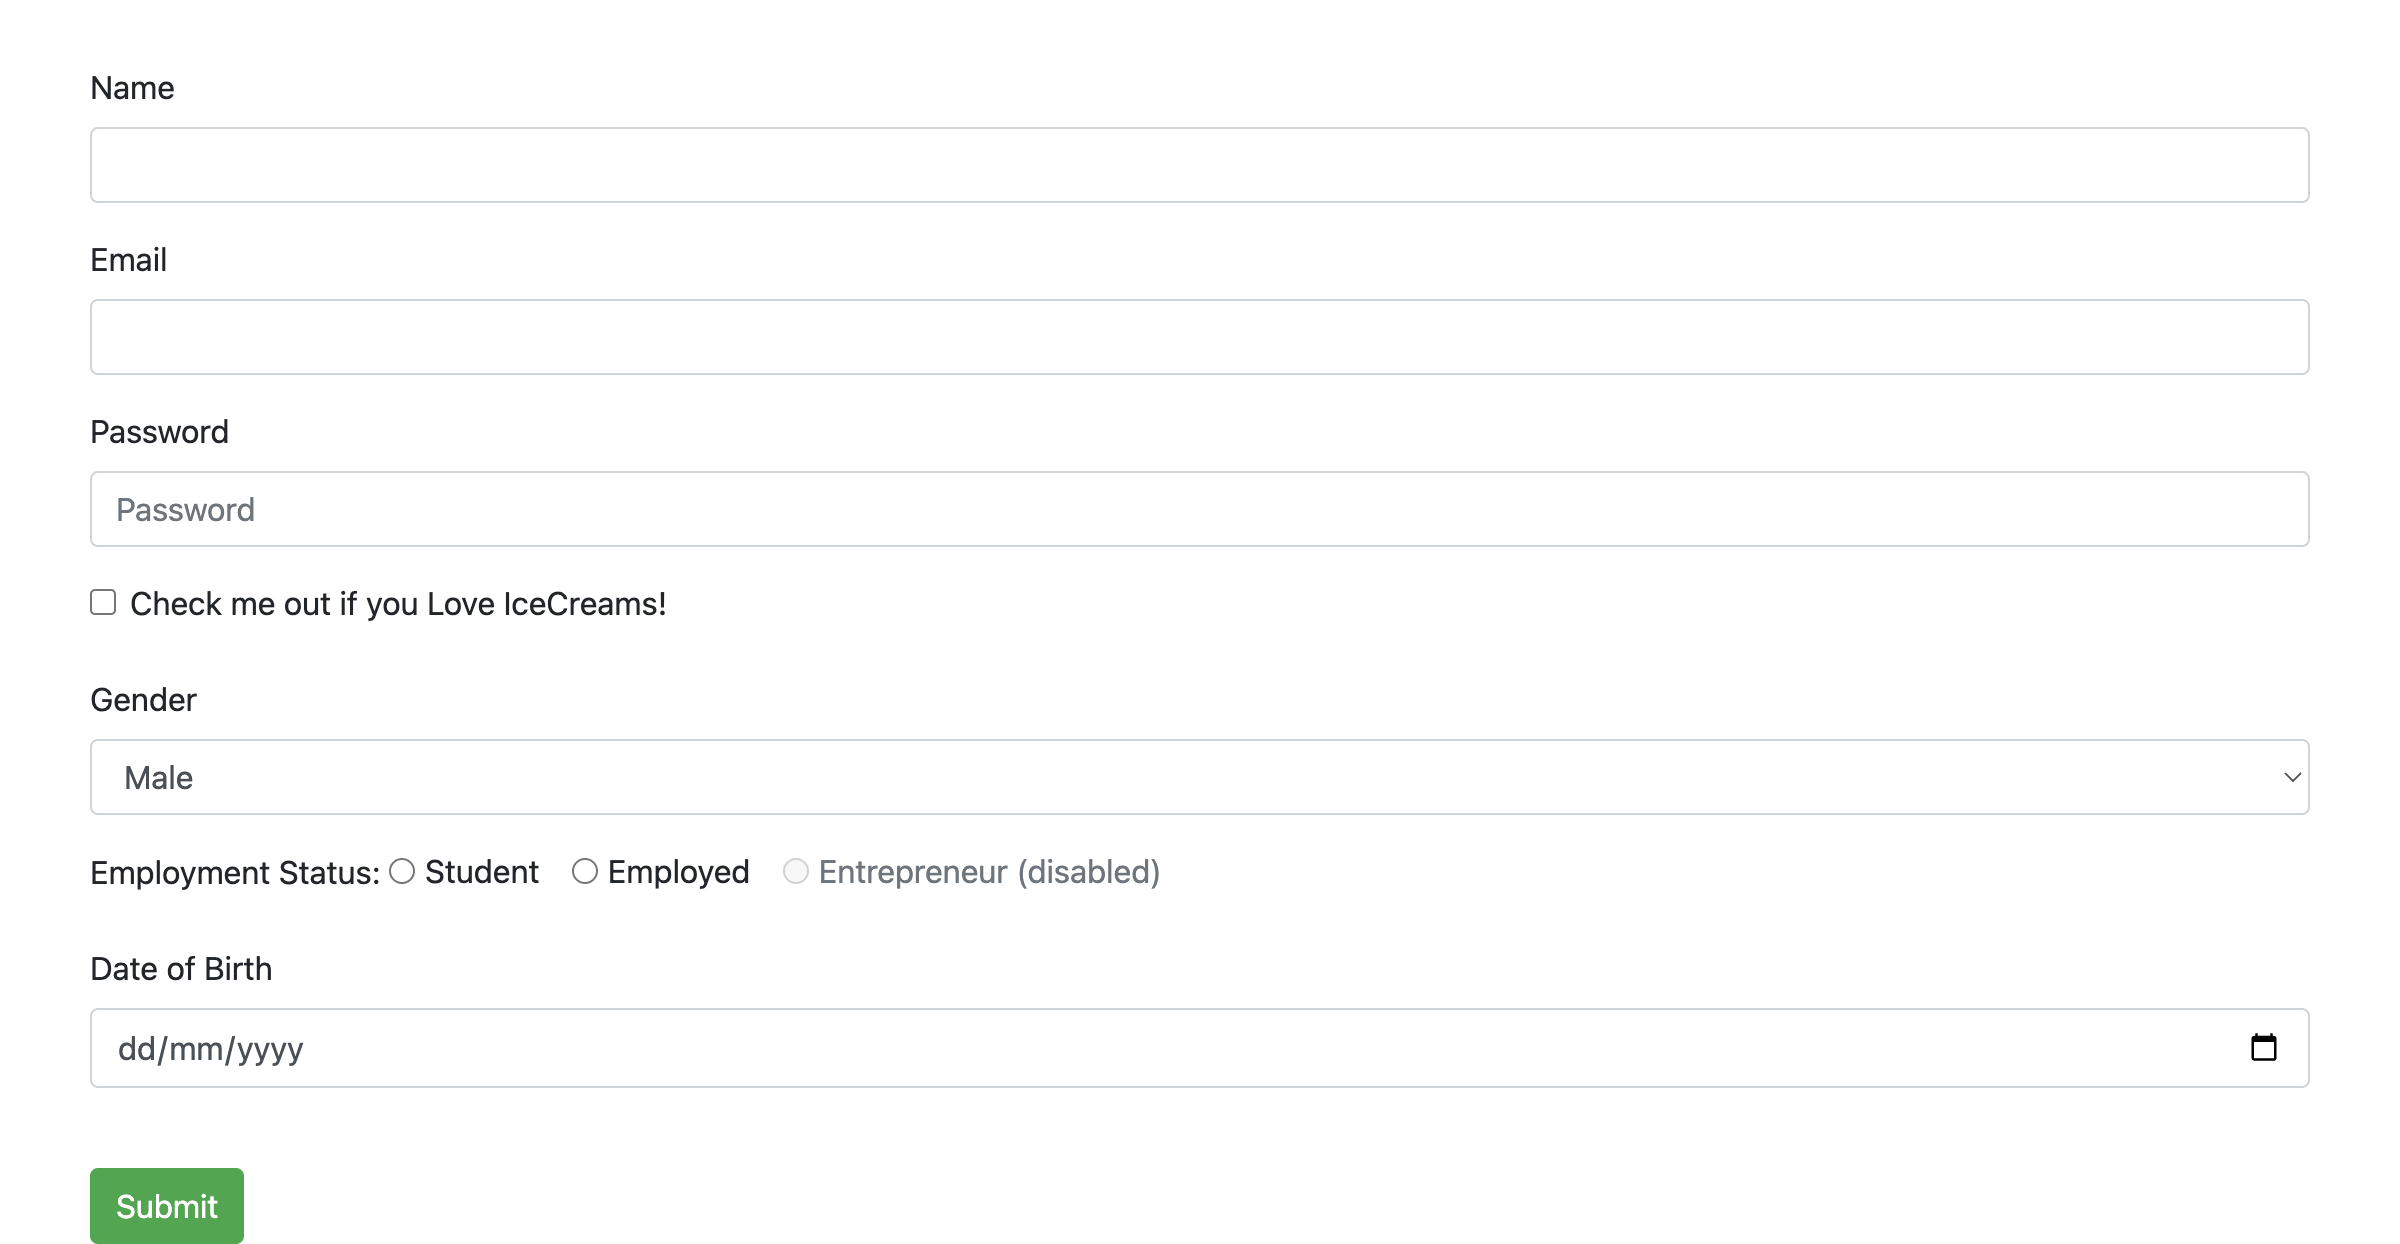 Name
Email
Password
Password
Check me out if you Love IceCreams!
Gender
Male
Employment Status: Student Employed Entrepreneur (disabled)
Date of Birth
dd/mm/yyyy
Submit